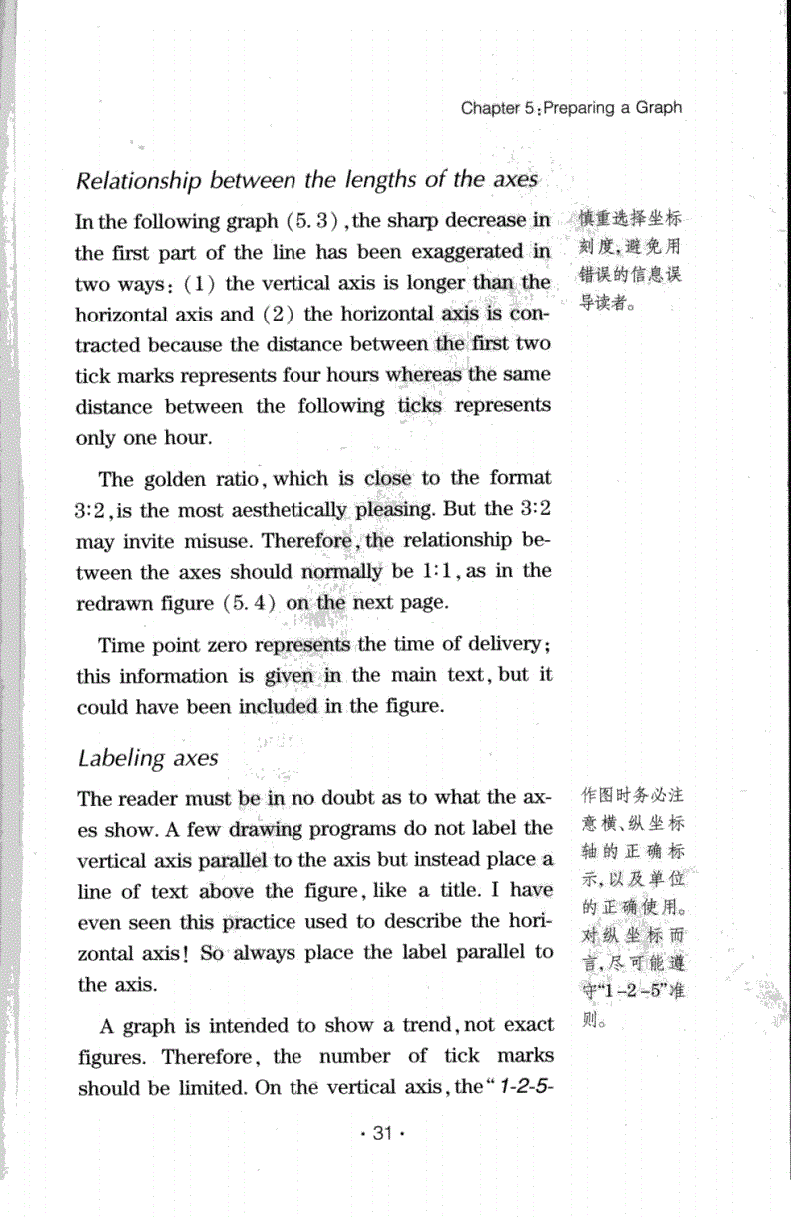 Chapter 5:Preparing a Graph
Relationship between the lengths of the axes
In the following graph (5.3),the sharp decrease in
the first part of the line has been exaggerated in
two ways: (1) the vertical axis is longer than the
horizontal axis and (2) the horizontal axis is con-
tracted because the distance between the first two
tick marks represents four hours whereas the same
distance between the following ticks represents
only one hour.
慎重选择坐标
刻度,避免用
错误的信息误
导读者。
The golden ratio, which is close to the format
3:2,is the most aesthetically pleasing. But the 3:2
may invite misuse. Therefore, the relationship be-
tween the axes should normally be 1:1, as in the
redrawn figure (5.4) on the next page.
Time point zero represents the time of delivery;
this information is given in the main text, but it
could have been included in the figure.
Labeling axes
The reader must be in no doubt as to what the ax-
es show. A few drawing programs do not label the
vertical axis parallel to the axis but instead place a
line of text above the figure, like a title. I have
even seen this practice used to describe the hori-
zontal axis! So always place the label parallel to
the axis.
作图时务必注
意横、纵坐标
轴的正确标
示,以及单位
的正确使用。
对纵坐标而
言,尽可能遵
守“1-2-5”准
则。
A graph is intended to show a trend, not exact
figures. Therefore, the number of tick marks
should be limited. On the vertical axis, the “1-2-5-
· 31 ·